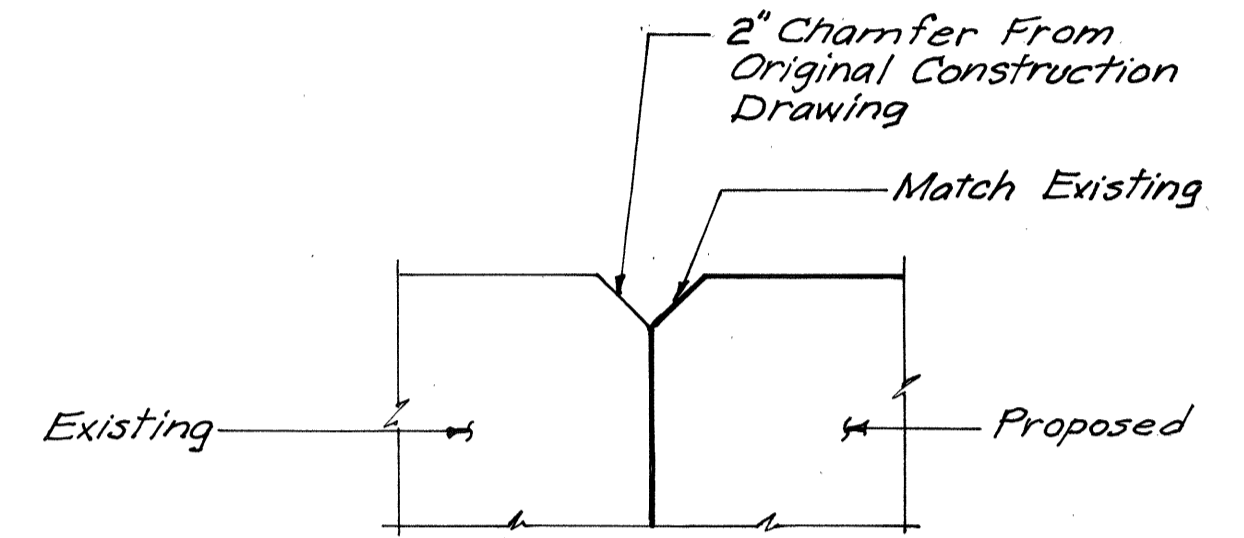 2" Chamfer From
Original Construction
Drawing
Match Existing
Existing
Proposed